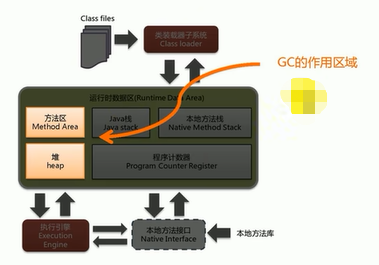 Class files
类装载器子系统
Class loader
GC的作用区域
运行时数据区(Runtime Data Area)
方法区
Method Area
Java栈
Java stack
本地方法栈
Native Method Stack
堆
heap
程序计数器
Program Counter Register
执行引擎
Execution
Engine
本地方法接口
Native Interface
本地方法库